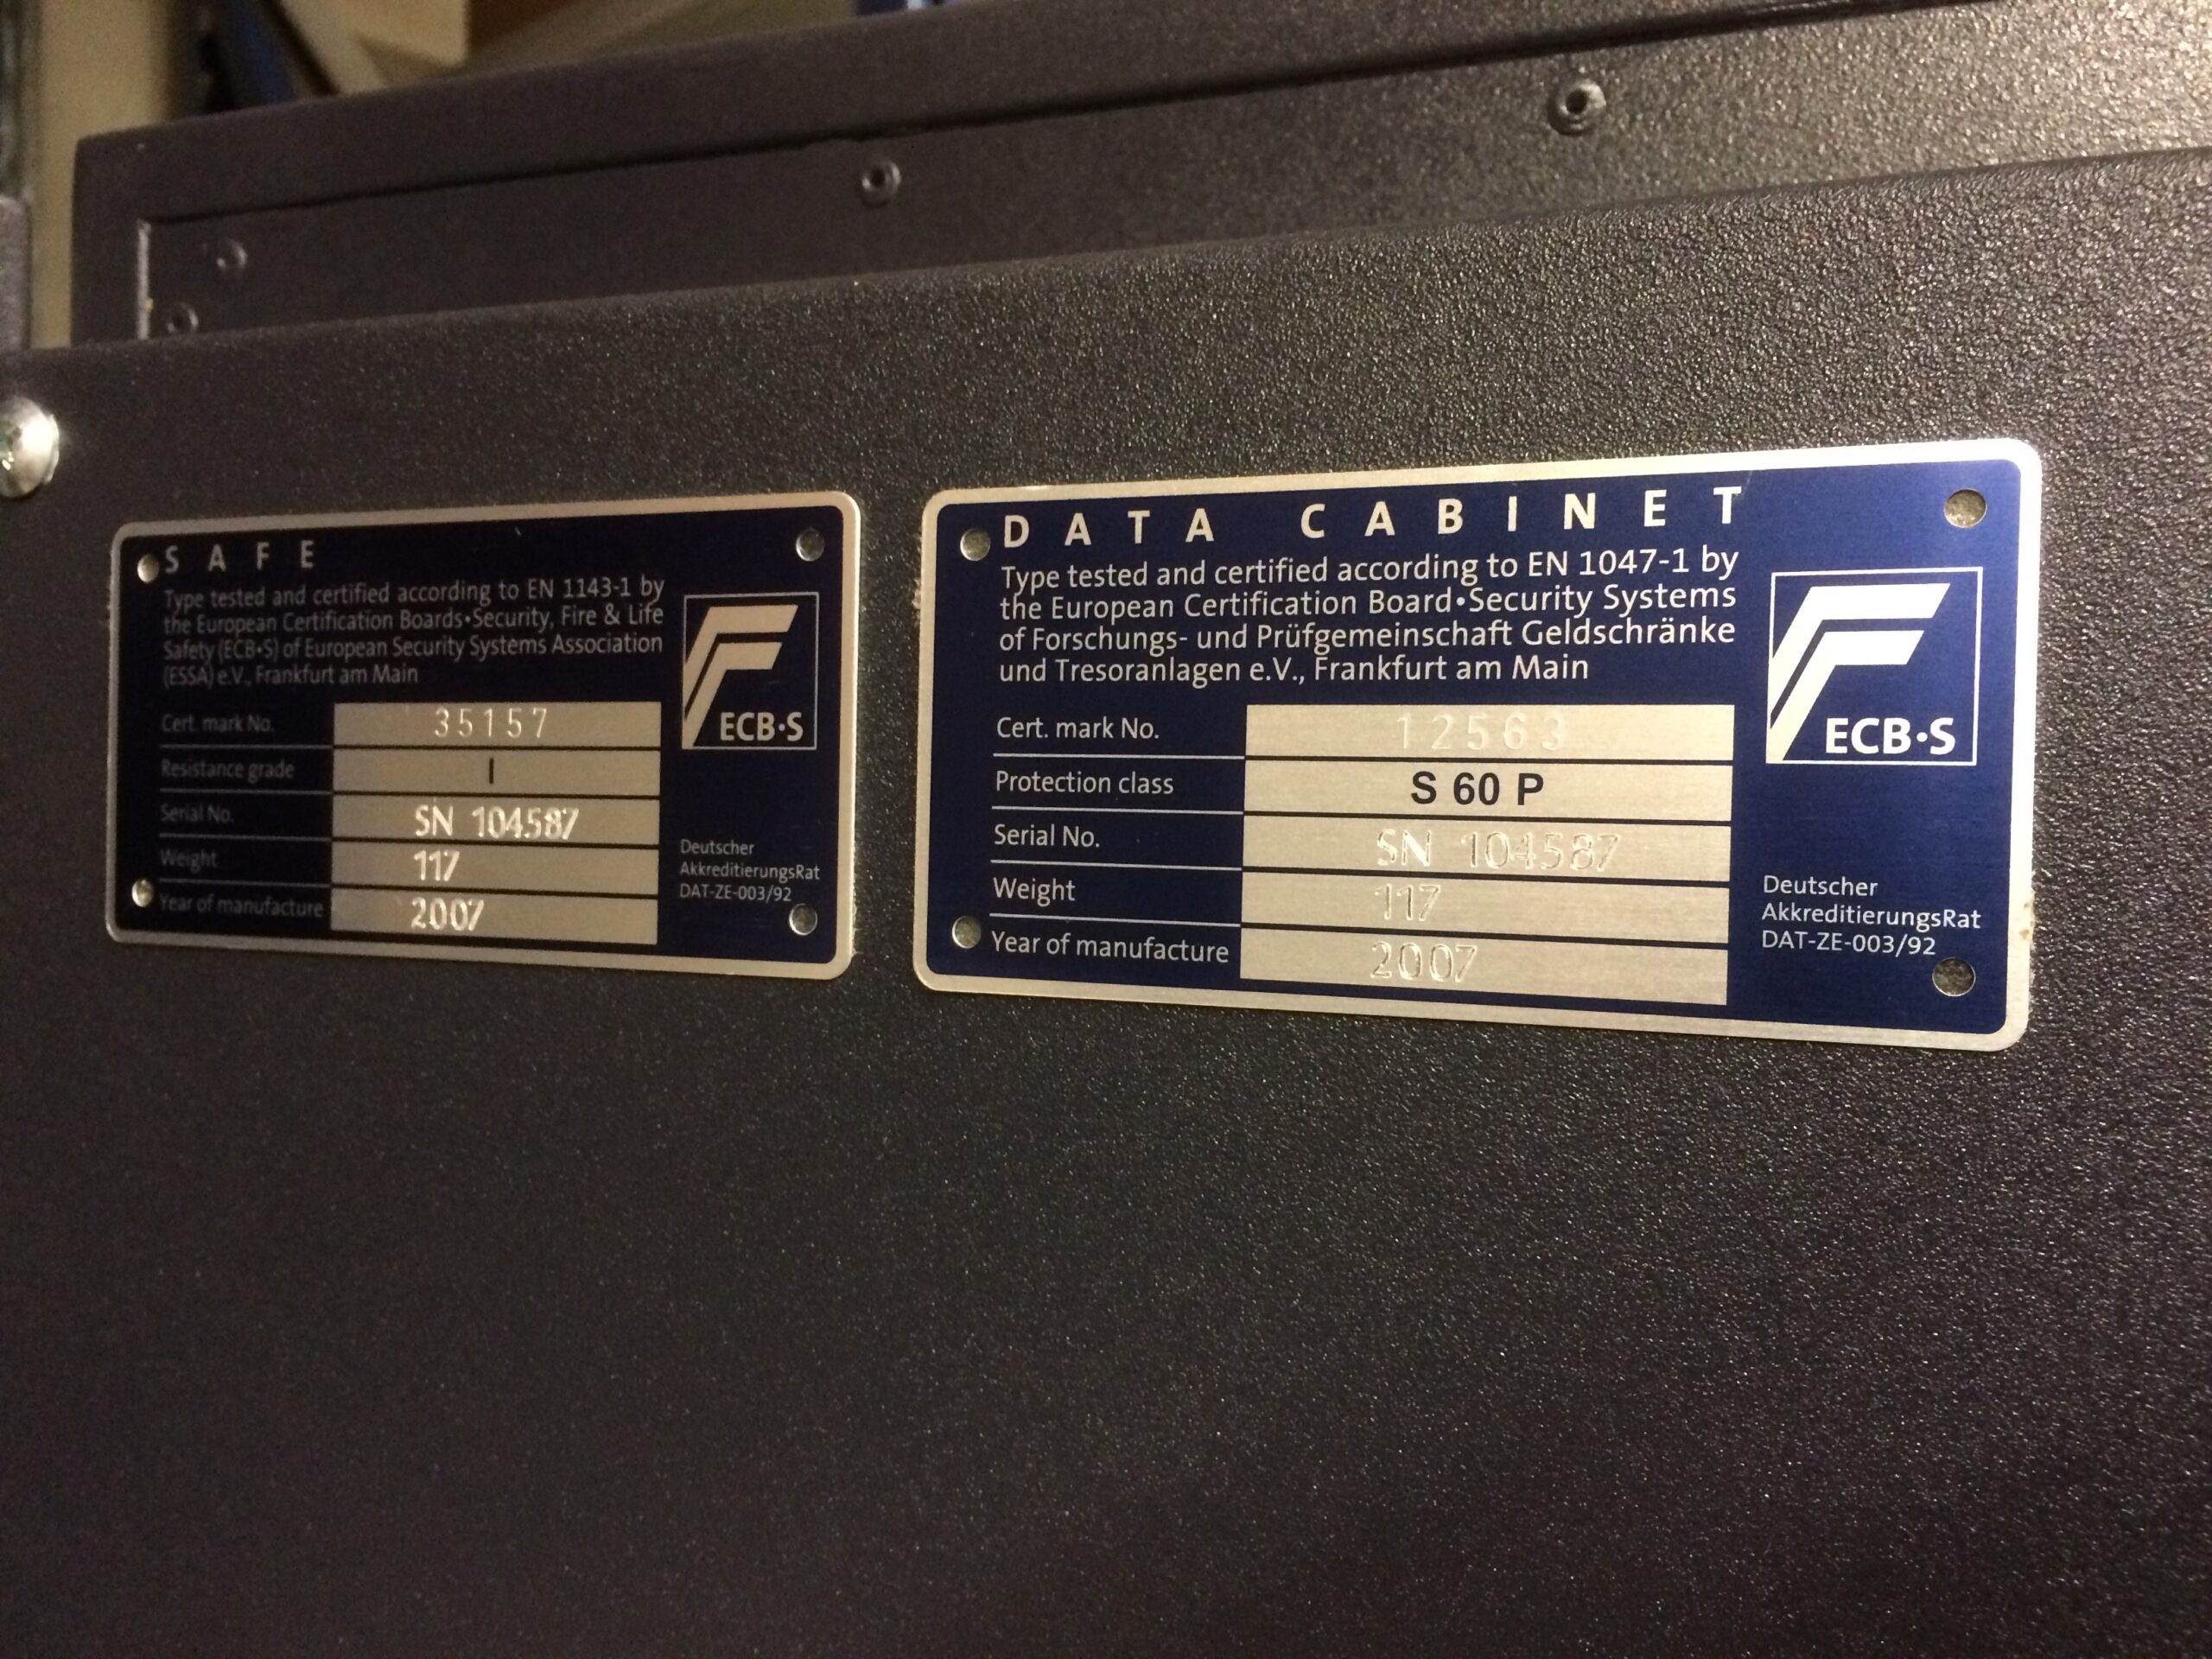 S A F E
Type tested and certified according to EN 1143-1 by
the European Certification Boards•Security, Fire & Life
Safety (ECB•S) of European Security Systems Association
(ESSA) e.V., Frankfurt am Main
Cert. mark No. 35157
Resistance grade I
Serial No. SN 104587
Weight 117
Year of manufacture 2007
ECB•S
Deutscher
AkkreditierungsRat
DAT-ZE-003/92
D A T A C A B I N E T
Type tested and certified according to EN 1047-1 by
the European Certification Board•Security Systems
of Forschungs- und Prüfgemeinschaft Geldschränke
und Tresoranlagen e.V., Frankfurt am Main
Cert. mark No. 12563
Protection class S 60 P
Serial No. SN 104587
Weight 117
Year of manufacture 2007
ECB•S
Deutscher
AkkreditierungsRat
DAT-ZE-003/92